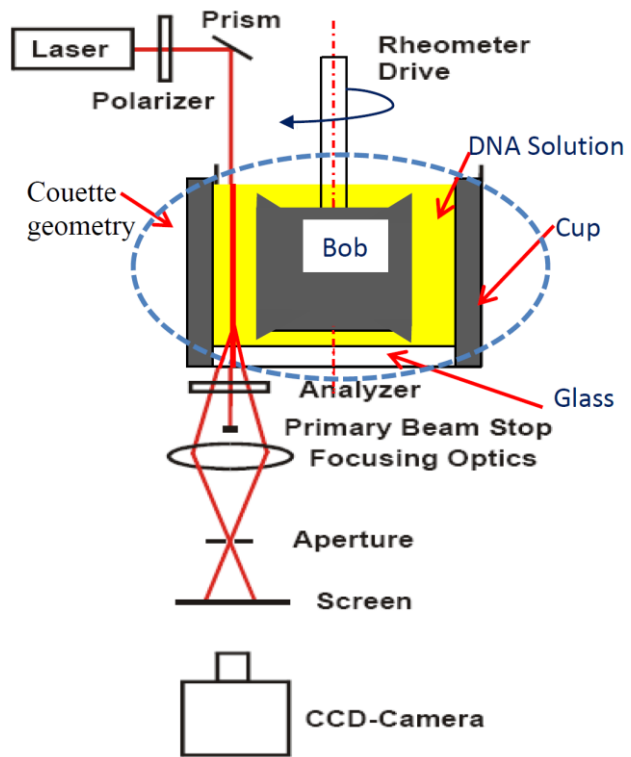 Prism
Laser
Polarizer
Rheometer
Drive
DNA Solution
Couette
geometry
Bob
Cup
Analyzer
Glass
Primary Beam Stop
Focusing Optics
Aperture
Screen
CCD-Camera